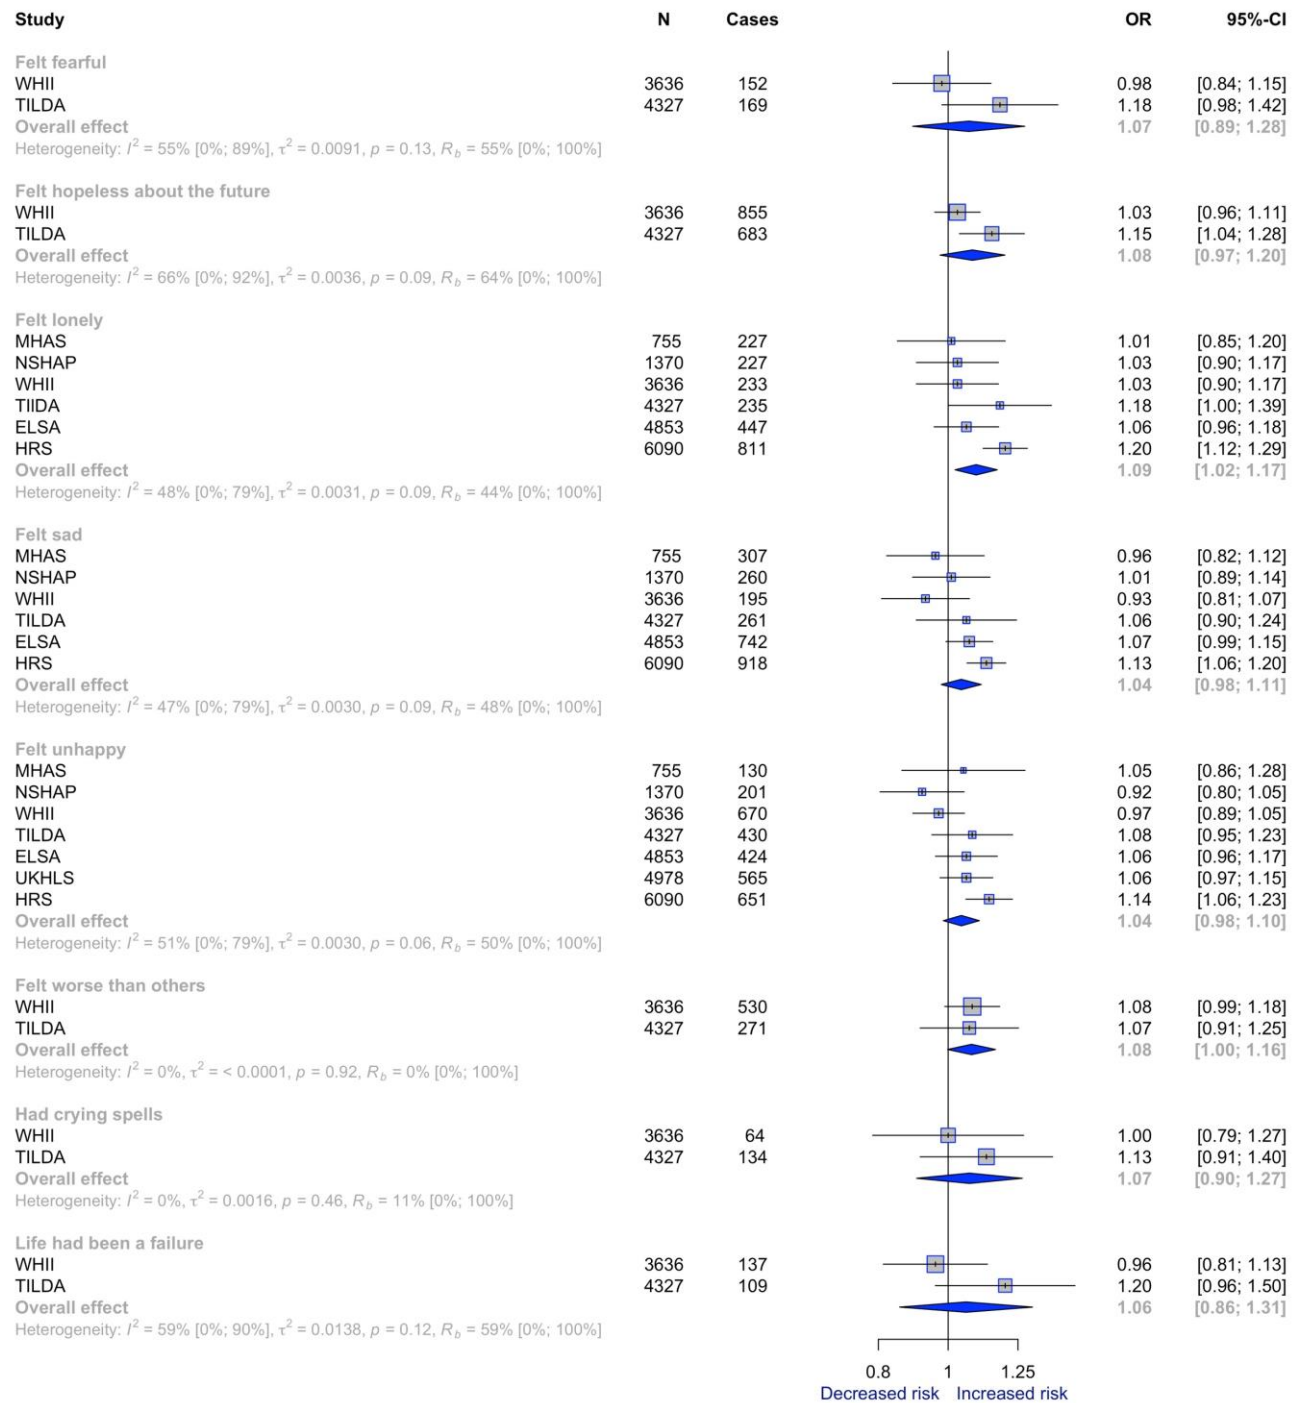 Study N Cases OR 95%-CI
Felt fearful
WHII 3636 152 0.98 [0.84; 1.15]
TILDA 4327 169 1.18 [0.98; 1.42]
Overall effect 1.07 [0.89; 1.28]
Heterogeneity: I² = 55% [0%; 89%], τ² = 0.0091, p = 0.13, R_b = 55% [0%; 100%]
Felt hopeless about the future
WHII 3636 855 1.03 [0.96; 1.11]
TILDA 4327 683 1.15 [1.04; 1.28]
Overall effect 1.08 [0.97; 1.20]
Heterogeneity: I² = 66% [0%; 92%], τ² = 0.0036, p = 0.09, R_b = 64% [0%; 100%]
Felt lonely
MHAS 755 227 1.01 [0.85; 1.20]
NSHAP 1370 227 1.03 [0.90; 1.17]
WHII 3636 233 1.03 [0.90; 1.17]
TIIDA 4327 235 1.18 [1.00; 1.39]
ELSA 4853 447 1.06 [0.96; 1.18]
HRS 6090 811 1.20 [1.12; 1.29]
Overall effect 1.09 [1.02; 1.17]
Heterogeneity: I² = 48% [0%; 79%], τ² = 0.0031, p = 0.09, R_b = 44% [0%; 100%]
Felt sad
MHAS 755 307 0.96 [0.82; 1.12]
NSHAP 1370 260 1.01 [0.89; 1.14]
WHII 3636 195 0.93 [0.81; 1.07]
TILDA 4327 261 1.06 [0.90; 1.24]
ELSA 4853 742 1.07 [0.99; 1.15]
HRS 6090 918 1.13 [1.06; 1.20]
Overall effect 1.04 [0.98; 1.11]
Heterogeneity: I² = 47% [0%; 79%], τ² = 0.0030, p = 0.09, R_b = 48% [0%; 100%]
Felt unhappy
MHAS 755 130 1.05 [0.86; 1.28]
NSHAP 1370 201 0.92 [0.80; 1.05]
WHII 3636 670 0.97 [0.89; 1.05]
TILDA 4327 430 1.08 [0.95; 1.23]
ELSA 4853 424 1.06 [0.96; 1.17]
UKHLS 4978 565 1.06 [0.97; 1.15]
HRS 6090 651 1.14 [1.06; 1.23]
Overall effect 1.04 [0.98; 1.10]
Heterogeneity: I² = 51% [0%; 79%], τ² = 0.0030, p = 0.06, R_b = 50% [0%; 100%]
Felt worse than others
WHII 3636 530 1.08 [0.99; 1.18]
TILDA 4327 271 1.07 [0.91; 1.25]
Overall effect 1.08 [1.00; 1.16]
Heterogeneity: I² = 0%, τ² = < 0.0001, p = 0.92, R_b = 0% [0%; 100%]
Had crying spells
WHII 3636 64 1.00 [0.79; 1.27]
TILDA 4327 134 1.13 [0.91; 1.40]
Overall effect 1.07 [0.90; 1.27]
Heterogeneity: I² = 0%, τ² = 0.0016, p = 0.46, R_b = 11% [0%; 100%]
Life had been a failure
WHII 3636 137 0.96 [0.81; 1.13]
TILDA 4327 109 1.20 [0.96; 1.50]
Overall effect 1.06 [0.86; 1.31]
Heterogeneity: I² = 59% [0%; 90%], τ² = 0.0138, p = 0.12, R_b = 59% [0%; 100%]
0.8 1 1.25
Decreased risk Increased risk